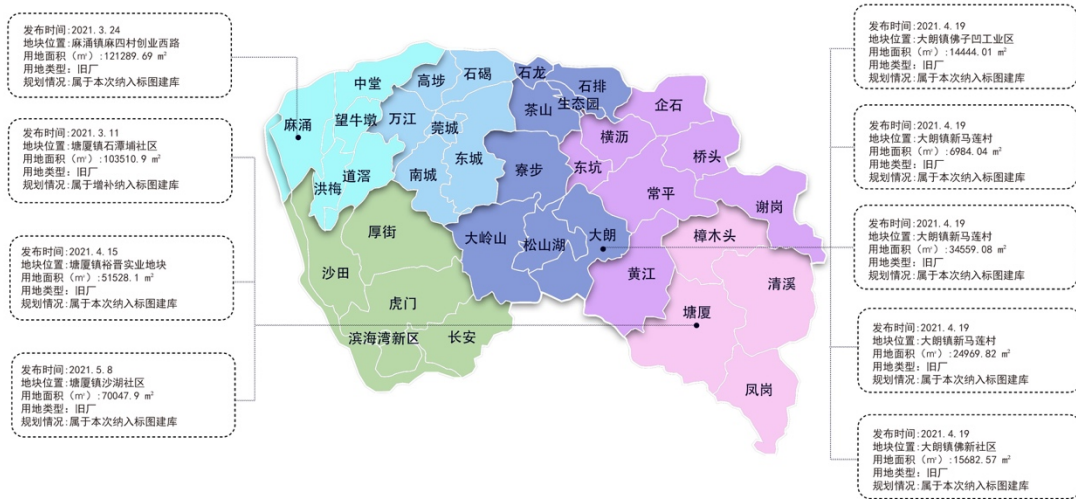 发布时间:2021.3.24
地块位置:麻涌镇麻四村创业西路
用地面积（㎡）:121289.69 ㎡
用地类型：旧厂
规划情况:属于本次纳入标图建库
发布时间:2021.3.11
地块位置:塘厦镇石潭埔社区
用地面积（㎡）:103510.9 ㎡
用地类型：旧厂
规划情况:属于增补纳入标图建库
发布时间:2021.4.15
地块位置:塘厦镇裕晋实业地块
用地面积（㎡）:51528.1 ㎡
用地类型：旧厂
规划情况:属于本次纳入标图建库
发布时间:2021.5.8
地块位置:塘厦镇沙湖社区
用地面积（㎡）:70047.9 ㎡
用地类型：旧厂
规划情况:属于本次纳入标图建库
中堂
高埗
石碣
石龙
石排
麻涌
望牛墩
万江
莞城
茶山
生态园
企石
横沥
桥头
洪梅
道滘
南城
东城
寮步
东坑
常平
谢岗
厚街
大岭山
松山湖
大朗
樟木头
沙田
黄江
清溪
虎门
塘厦
滨海湾新区
长安
凤岗
发布时间:2021.4.19
地块位置:大朗镇佛子凹工业区
用地面积（㎡）:14444.01 ㎡
用地类型：旧厂
规划情况:属于本次纳入标图建库
发布时间:2021.4.19
地块位置:大朗镇新马莲村
用地面积（㎡）:6984.04 ㎡
用地类型：旧厂
规划情况:属于本次纳入标图建库
发布时间:2021.4.19
地块位置:大朗镇新马莲村
用地面积（㎡）:34559.08 ㎡
用地类型：旧厂
规划情况:属于本次纳入标图建库
发布时间:2021.4.19
地块位置:大朗镇新马莲村
用地面积（㎡）:24969.82 ㎡
用地类型：旧厂
规划情况:属于本次纳入标图建库
发布时间:2021.4.19
地块位置:大朗镇佛新社区
用地面积（㎡）:15682.57 ㎡
用地类型：旧厂
规划情况:属于本次纳入标图建库